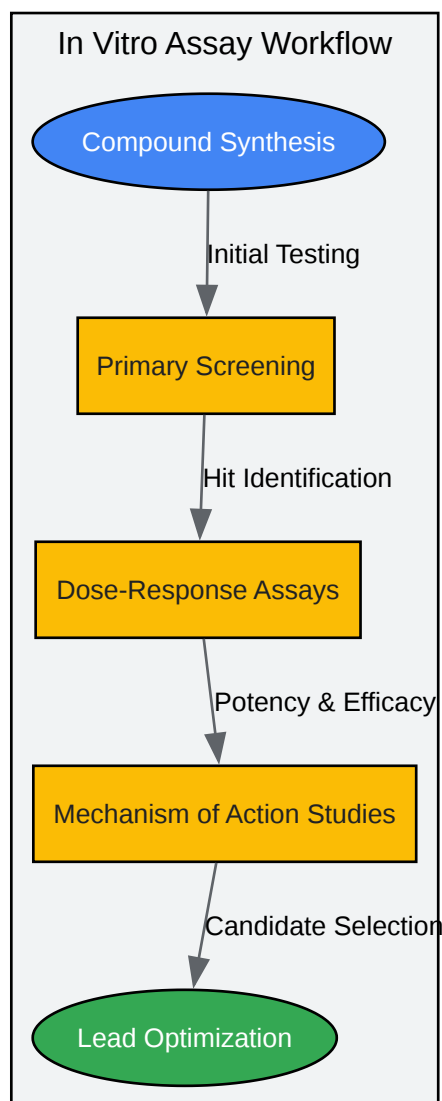 In Vitro Assay Workflow
Compound Synthesis
Initial Testing
Primary Screening
Hit Identification
Dose-Response Assays
Potency & Efficacy
Mechanism of Action Studies
Candidate Selection
Lead Optimization